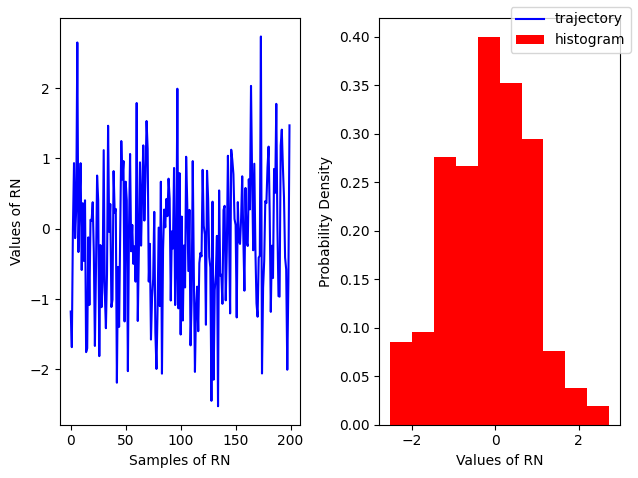 trajectory
histogram
Values of RN
2
1
0
−1
−2
0 50 100 150 200
Samples of RN
Probability Density
0.40
0.35
0.30
0.25
0.20
0.15
0.10
0.05
0.00
−2 0 2
Values of RN